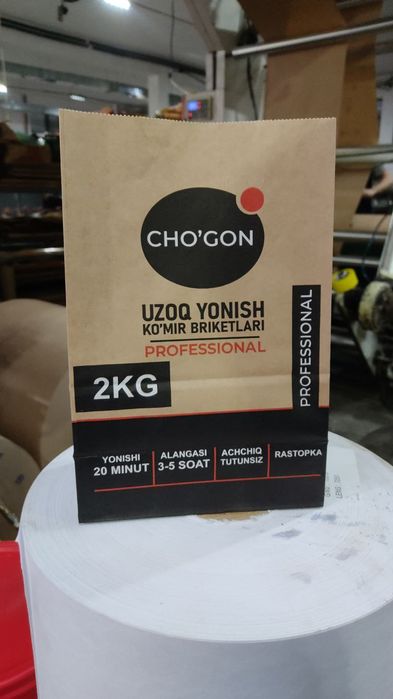 CHO'GON
UZOQ YONISH
KO'MIR BRIKETLARI
PROFESSIONAL
PROFESSIONAL
2KG
YONISHI
20 MINUT
ALANGASI
3-5 SOAT
ACHCHIQ
TUTUNSIZ
RASTOPKA